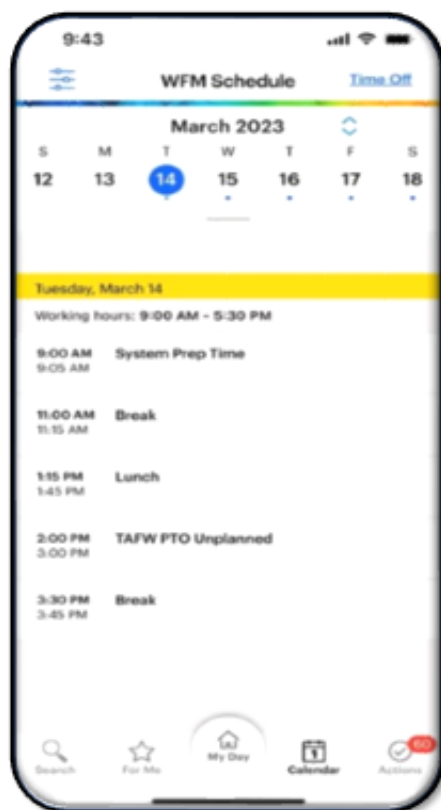 9:43
WFM Schedule Time Off
March 2023
S M T W T F S
12 13 14 15 16 17 18
Tuesday, March 14
Working hours: 9:00 AM - 5:30 PM
9:00 AM System Prep Time
9:05 AM
11:00 AM Break
11:15 AM
1:15 PM Lunch
1:45 PM
2:00 PM TAFW PTO Unplanned
3:00 PM
3:30 PM Break
3:45 PM
1
60
Search For Me My Day Calendar Actions